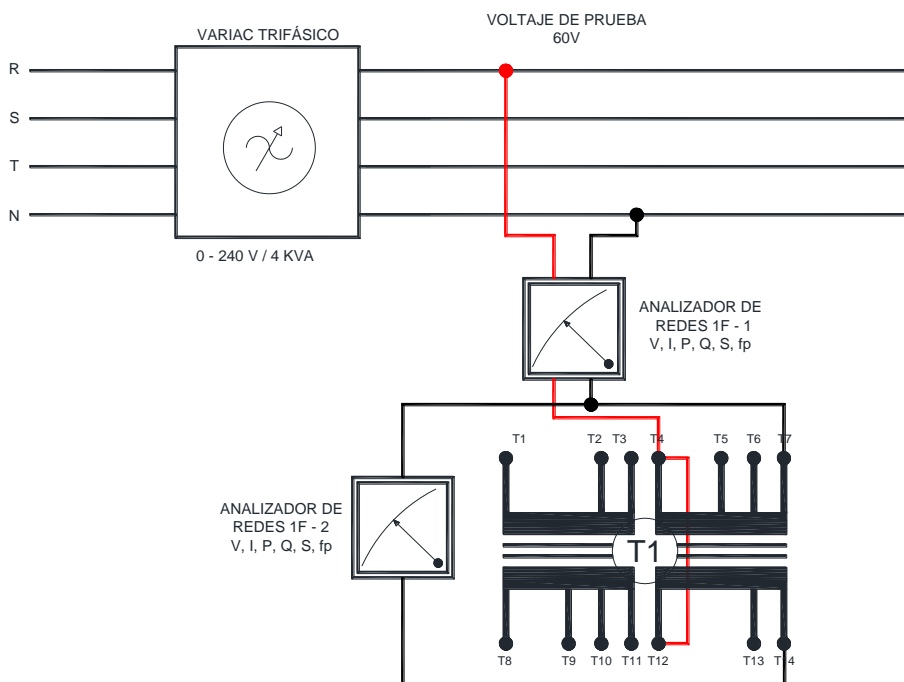 VOLTAJE DE PRUEBA
60V
VARIAC TRIFÁSICO
R
S
T
N
0 - 240 V / 4 KVA
ANALIZADOR DE
REDES 1F - 1
V, I, P, Q, S, fp
T1 T2 T3 T4 T5 T6 T7
ANALIZADOR DE
REDES 1F - 2
V, I, P, Q, S, fp
T1
T8 T9 T10 T11 T12 T13 T14